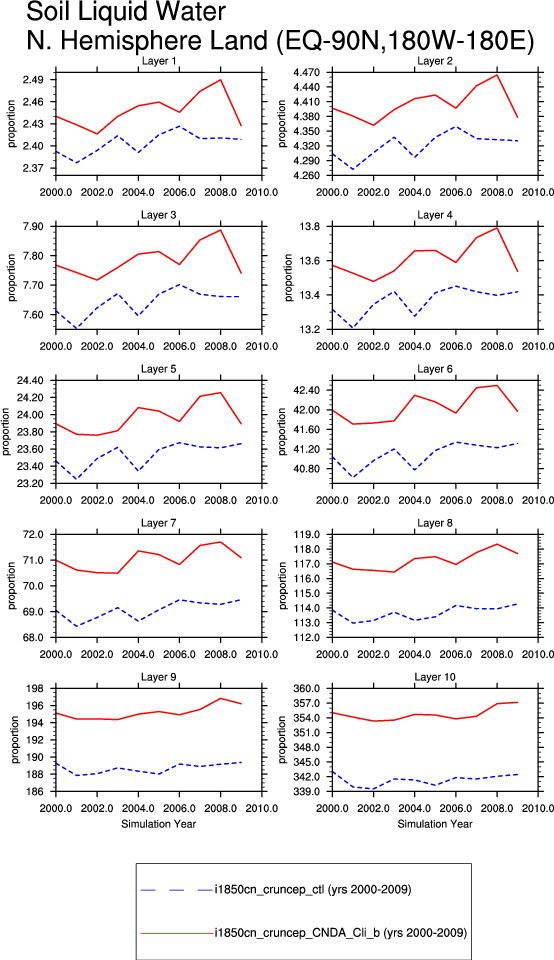 Soil Liquid Water
N. Hemisphere Land (EQ-90N,180W-180E)
Layer 1
proportion
2.49
2.46
2.43
2.40
2.37
2000.0 2002.0 2004.0 2006.0 2008.0 2010.0
Layer 2
proportion
4.470
4.440
4.410
4.380
4.350
4.320
4.290
4.260
2000.0 2002.0 2004.0 2006.0 2008.0 2010.0
Layer 3
proportion
7.90
7.80
7.70
7.60
2000.0 2002.0 2004.0 2006.0 2008.0 2010.0
Layer 4
proportion
13.8
13.6
13.4
13.2
2000.0 2002.0 2004.0 2006.0 2008.0 2010.0
Layer 5
proportion
24.40
24.20
24.00
23.80
23.60
23.40
23.20
2000.0 2002.0 2004.0 2006.0 2008.0 2010.0
Layer 6
proportion
42.40
42.00
41.60
41.20
40.80
2000.0 2002.0 2004.0 2006.0 2008.0 2010.0
Layer 7
proportion
72.0
71.0
70.0
69.0
68.0
2000.0 2002.0 2004.0 2006.0 2008.0 2010.0
Layer 8
proportion
119.0
118.0
117.0
116.0
115.0
114.0
113.0
112.0
2000.0 2002.0 2004.0 2006.0 2008.0 2010.0
Layer 9
proportion
198
196
194
192
190
188
186
2000.0 2002.0 2004.0 2006.0 2008.0 2010.0
Simulation Year
Layer 10
proportion
360.0
357.0
354.0
351.0
348.0
345.0
342.0
339.0
2000.0 2002.0 2004.0 2006.0 2008.0 2010.0
Simulation Year
i1850cn_cruncep_ctl (yrs 2000-2009)
i1850cn_cruncep_CNDA_Cli_b (yrs 2000-2009)